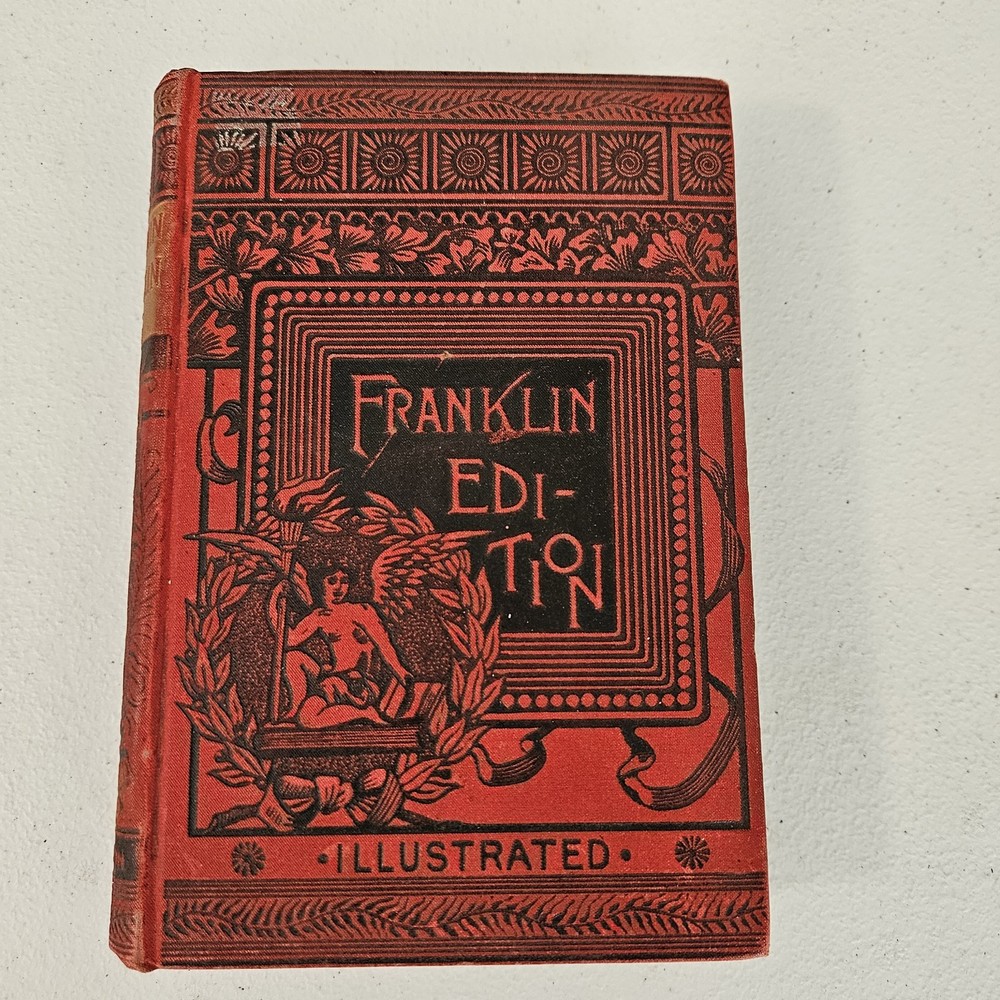 FRANKLIN
EDI-
TION
·ILLUSTRATED·